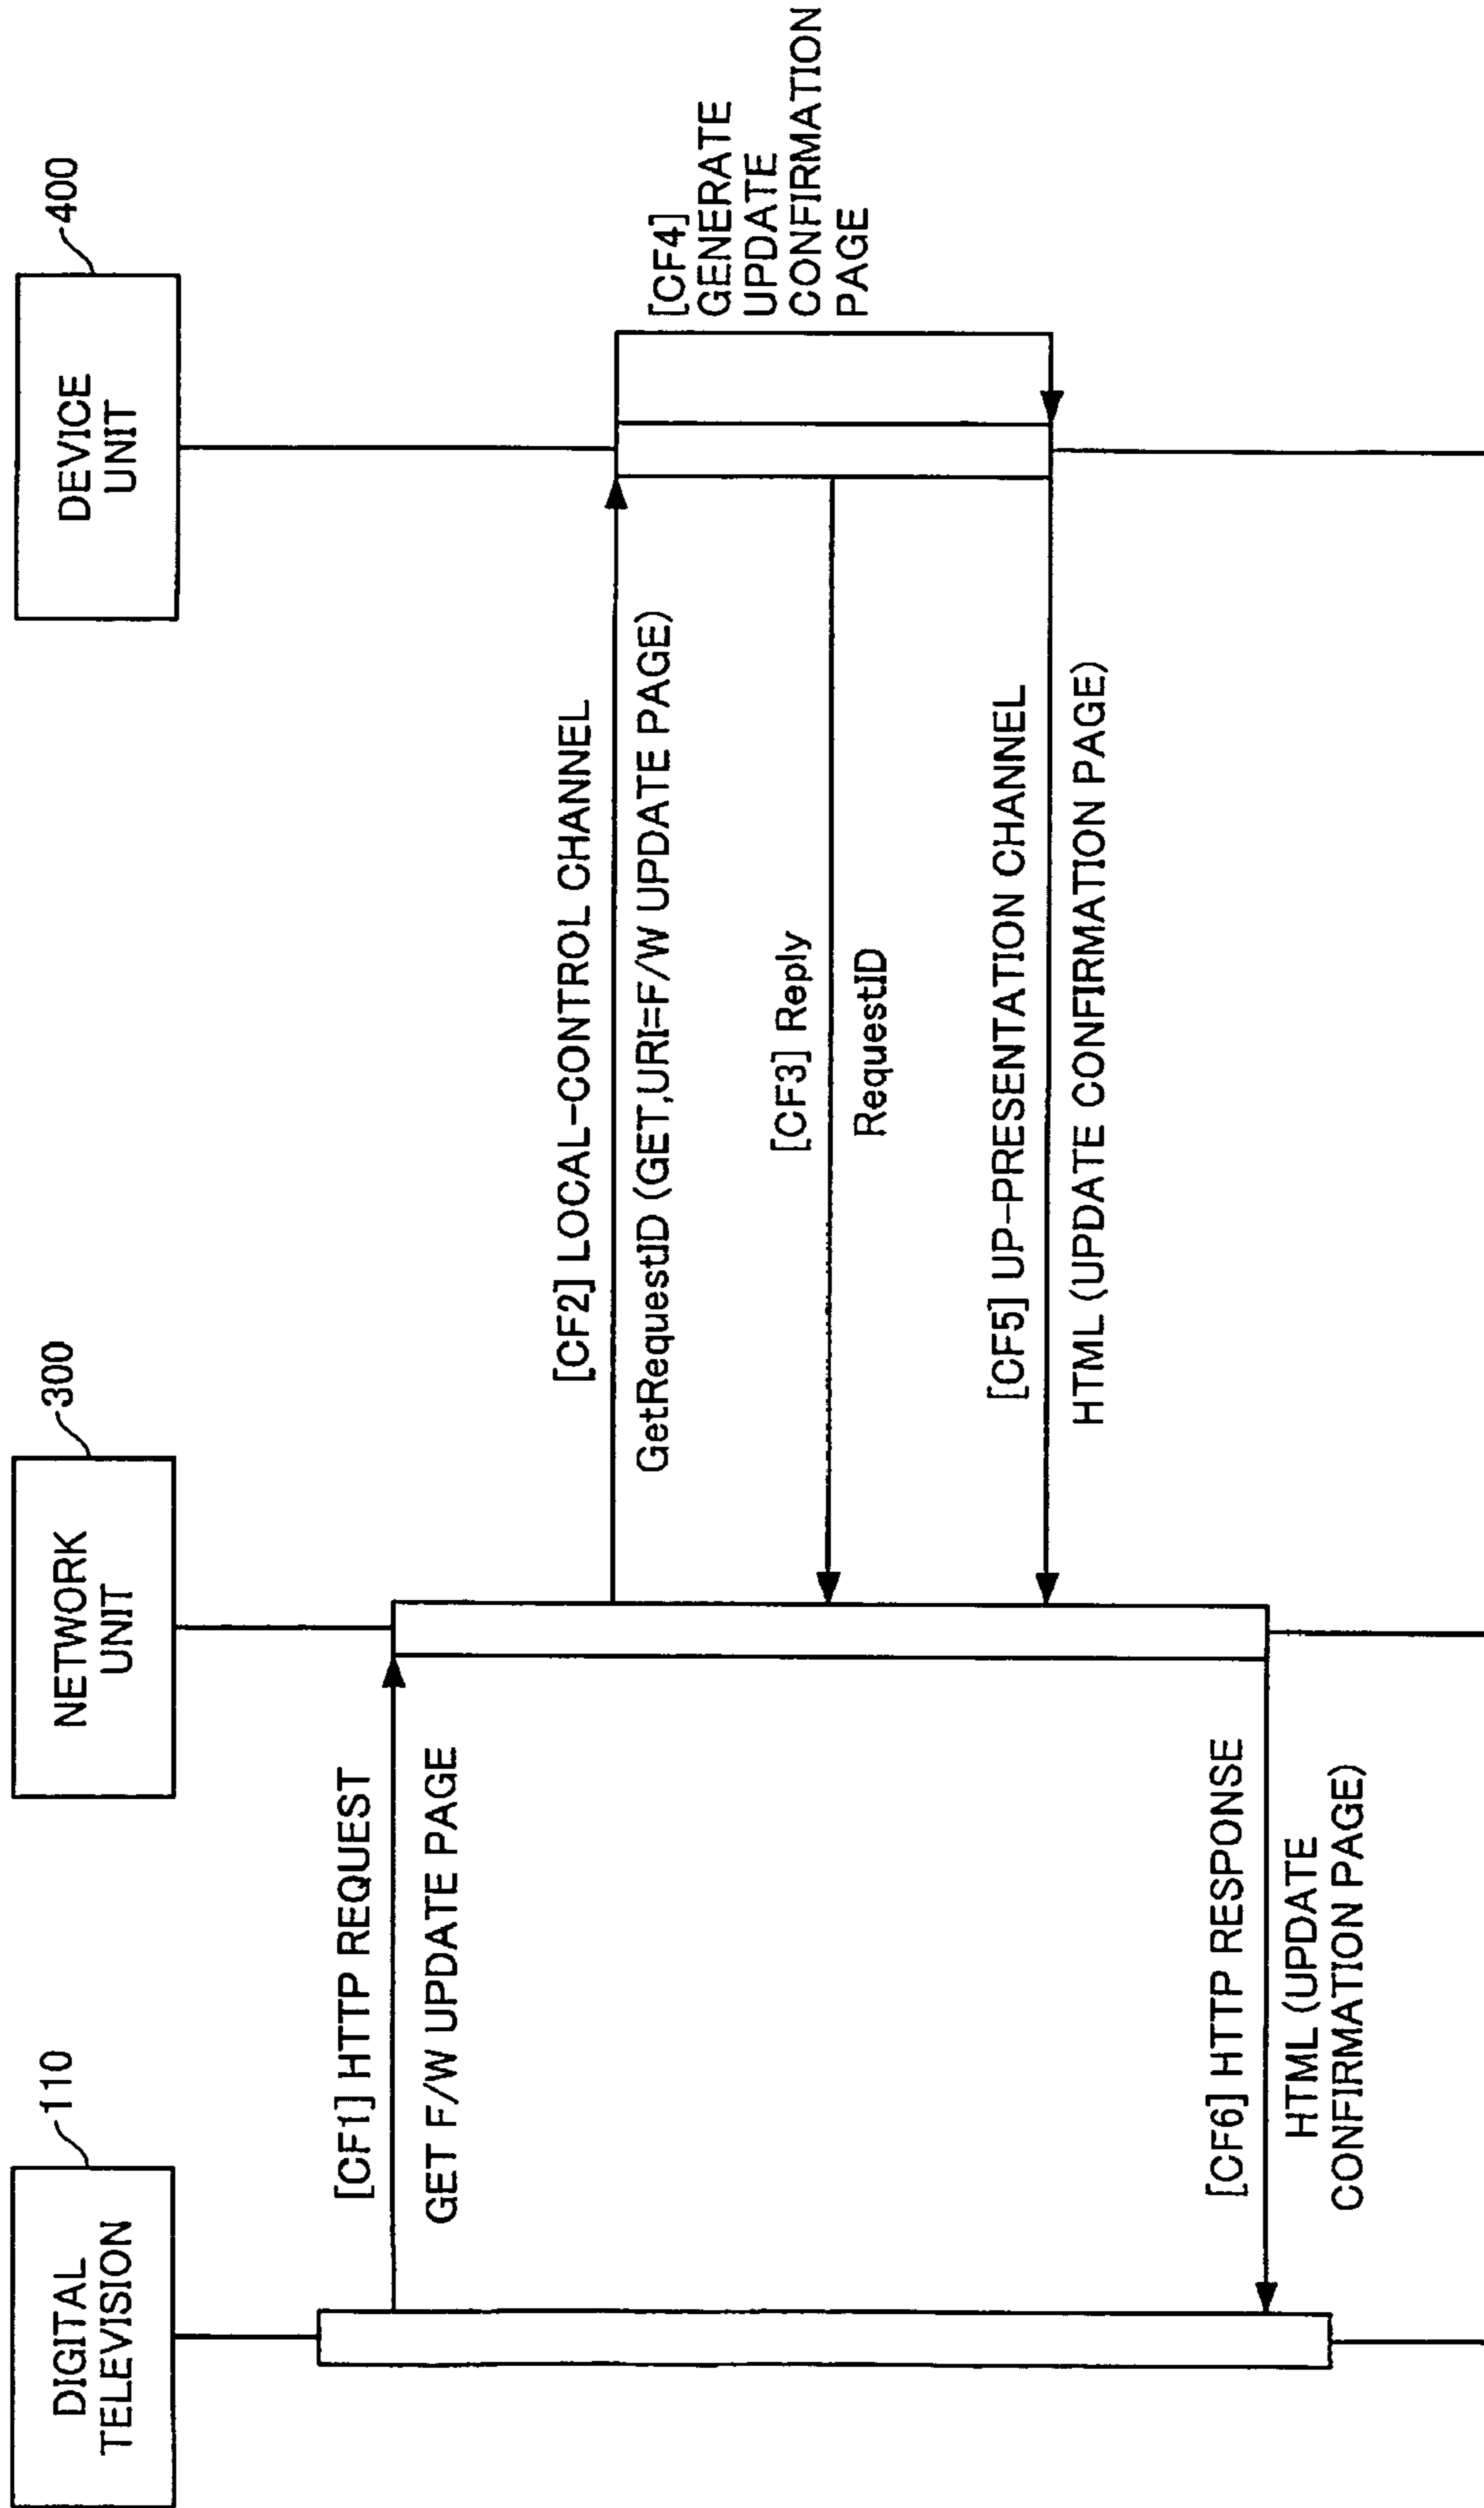 DIGITAL
TELEVISION
110
NETWORK
UNIT
300
DEVICE
UNIT
400
[CF1] HTTP REQUEST
GET F/W UPDATE PAGE
[CF2] LOCAL-CONTROL CHANNEL
GetRequestID (GET,URI=F/W UPDATE PAGE)
[CF3] Reply
RequestID
[CF4]
GENERATE
UPDATE
CONFIRMATION
PAGE
[CF5] UP-PRESENTATION CHANNEL
HTML (UPDATE CONFIRMATION PAGE)
[CF6] HTTP RESPONSE
HTML (UPDATE
CONFIRMATION PAGE)